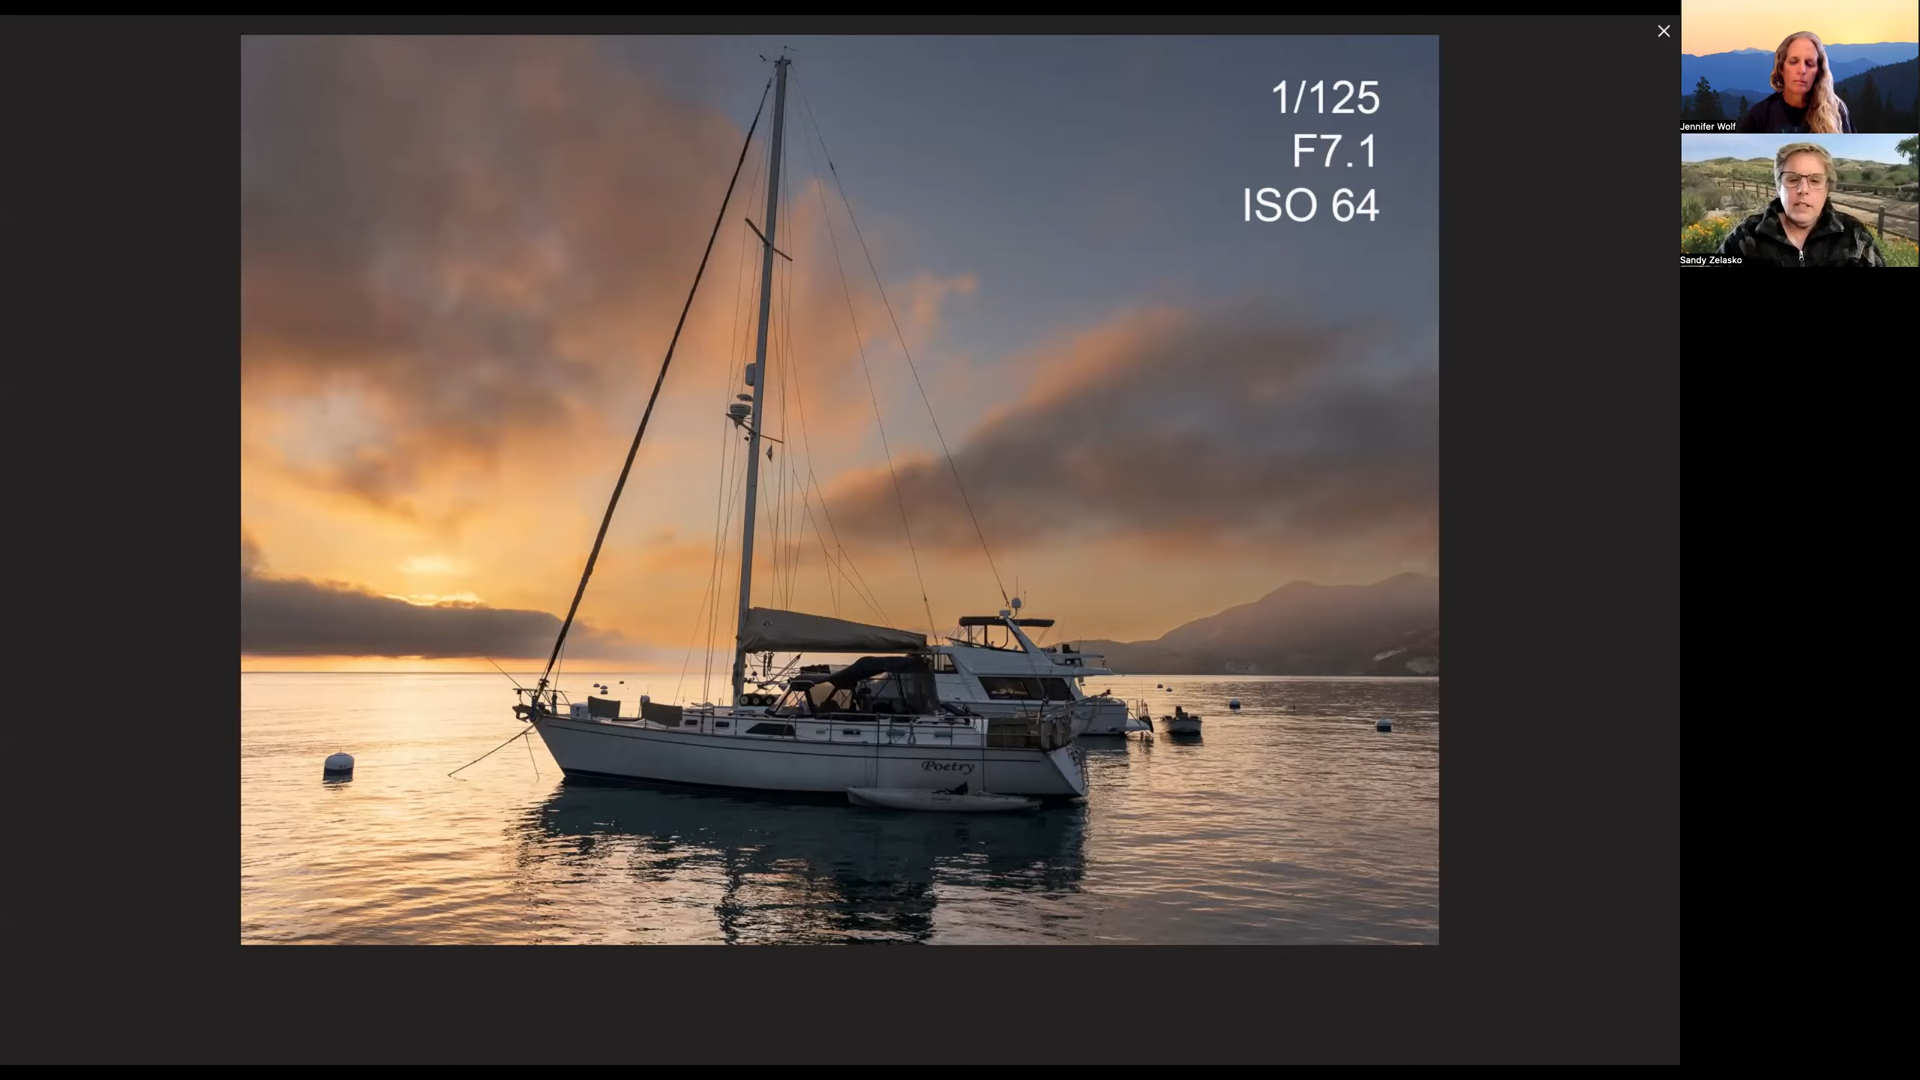 1/125
F7.1
ISO 64
Jennifer Wolf
Sandy Zelasko
Poetry